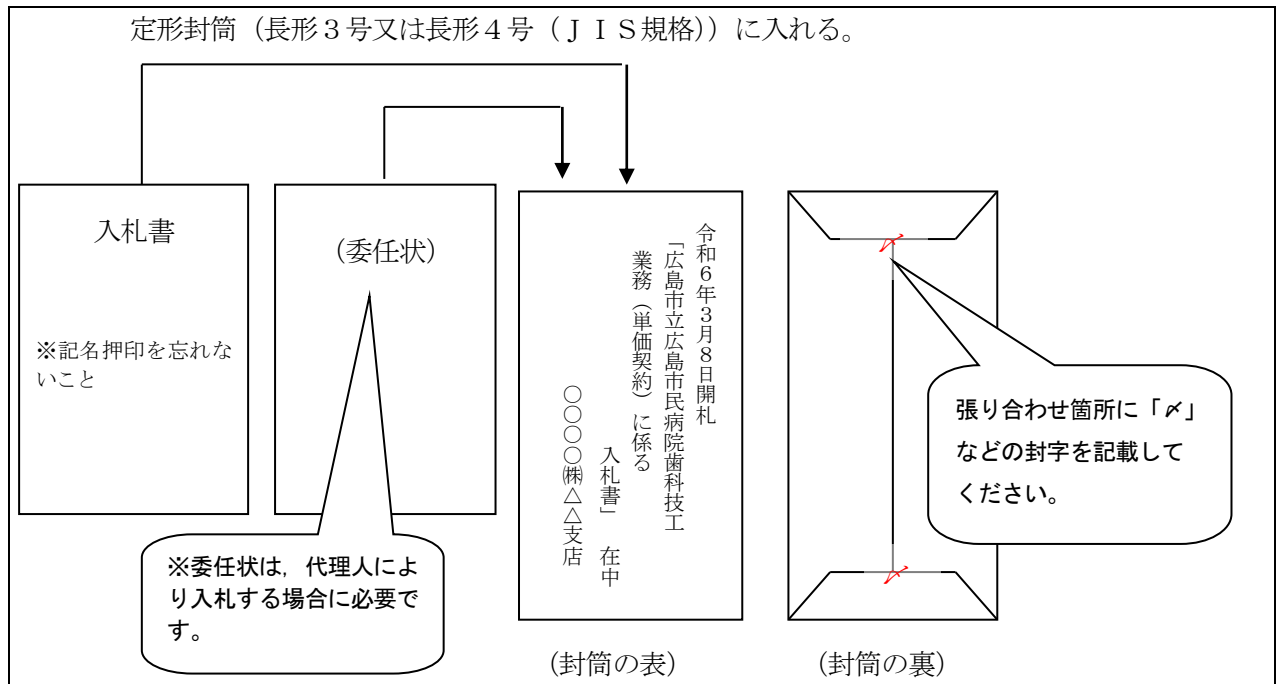 定形封筒（長形３号又は長形４号（ＪＩＳ規格））に入れる。
入札書
※記名押印を忘れな
いこと
（委任状）
※委任状は，代理人によ
り入札する場合に必要で
す。
令和６年３月８日開札
「広島市立広島市民病院歯科技工
業務（単価契約）に係る
入札書」　在中
〇〇〇〇㈱△△支店
（封筒の表）
〆
張り合わせ箇所に「〆」
などの封字を記載して
ください。
〆
（封筒の裏）